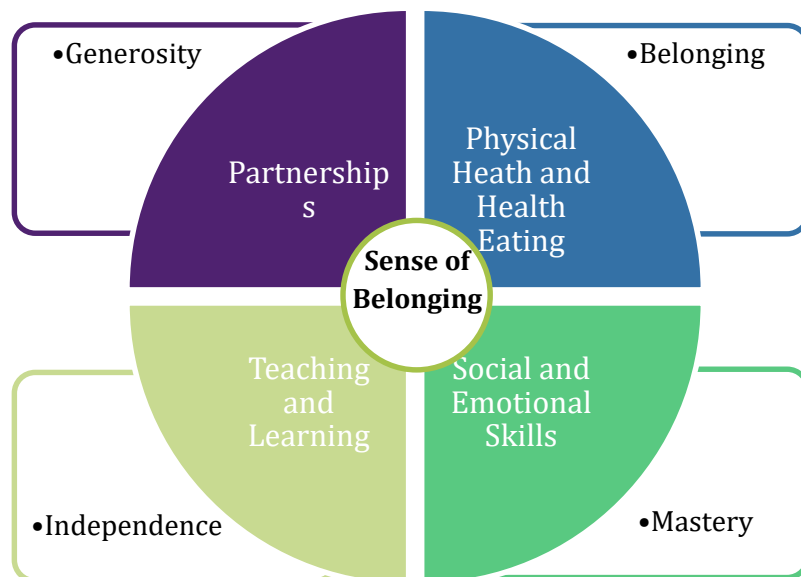 •Generosity
•Belonging
Partnership
s
Physical
Heath and
Health
Eating
Sense of
Belonging
Teaching
and
Learning
Social and
Emotional
Skills
•Independence
•Mastery